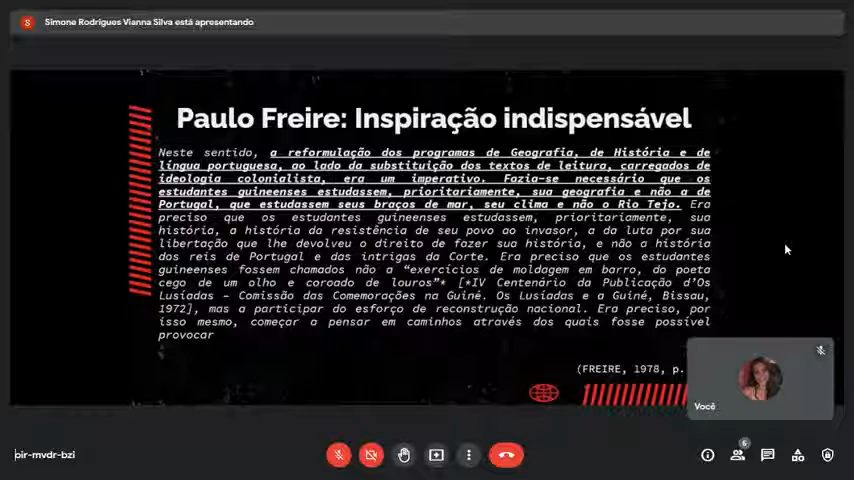 S Simone Rodrigues Vianna Silva está apresentando
Paulo Freire: Inspiração indispensável
Neste sentido, a reformulação dos programas de Geografia, de História e de
língua portuguesa, ao lado da substituição dos textos de leitura, carregados de
ideologia colonialista, era um imperativo. Fazia-se necessário que os
estudantes guineenses estudassem, prioritariamente, sua geografia e não a de
Portugal, que estudassem seus braços de mar, seu clima e não o Rio Tejo. Era
preciso que os estudantes guineenses estudassem, prioritariamente, sua
história, a história da resistência de seu povo ao invasor, a da luta por sua
libertação que lhe devolveu o direito de fazer sua história, e não a história
dos reis de Portugal e das intrigas da Corte. Era preciso que os estudantes
guineenses fossem chamados não a “exercícios de moldagem em barro, do poeta
cego de um olho e coroado de louros”* [*IV Centenário da Publicação d’Os
Lusíadas – Comissão das Comemorações na Guiné. Os Lusíadas e a Guiné, Bissau,
1972], mas a participar do esforço de reconstrução nacional. Era preciso, por
isso mesmo, começar a pensar em caminhos através dos quais fosse possível
provocar
(FREIRE, 1978, p.
Você
pir-mvdr-bzi
6